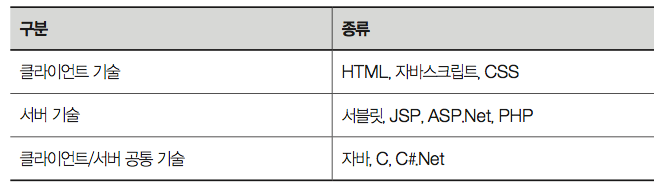 구분 종류
클라이언트 기술 HTML, 자바스크립트, CSS
서버 기술 서블릿, JSP, ASP.Net, PHP
클라이언트/서버 공통 기술 자바, C, C#.Net